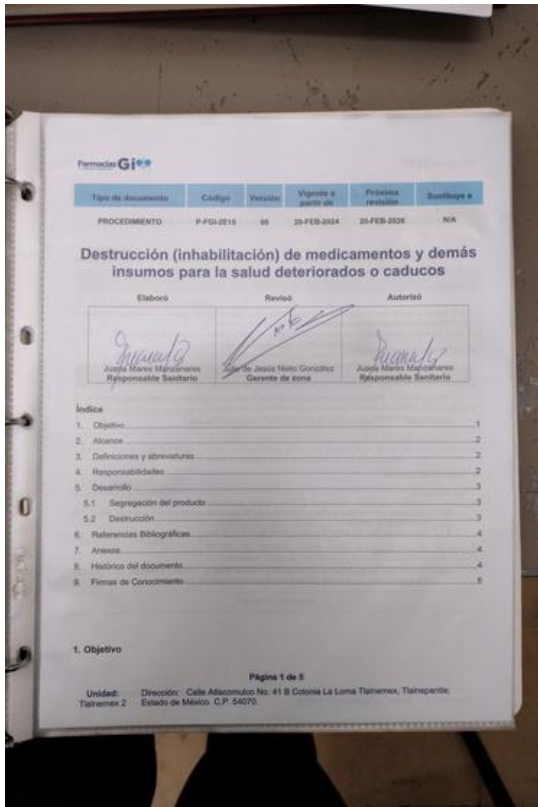 Farmacias Gi
Tipo de documento Código Versión Vigente a partir de Próxima revisión Sustituye a
PROCEDIMIENTO P-FGI-2E15 00 20-FEB-2024 20-FEB-2026 N/A
Destrucción (inhabilitación) de medicamentos y demás
insumos para la salud deteriorados o caducos
Elaboró Revisó Autorizó
Juana Mares Manzanares de Jesús Nieto González Juana Mares Manzanares
Responsable Sanitario Gerente de zona Responsable Sanitario
Índice
1. Objetivo 1
2. Alcance 2
3. Definiciones y abreviaturas 2
4. Responsabilidades 2
5. Desarrollo 3
5.1 Segregación del producto 3
5.2 Destrucción 3
6. Referencias Bibliográficas 4
7. Anexos 4
8. Histórico del documento 4
9. Firmas de Conocimiento 5
1. Objetivo
Página 1 de 5
Unidad: Dirección: Calle Atlacomulco No. 41 B Colonia La Loma Tlalnemex, Tlalnepantla;
Tlalnemex 2 Estado de México. C.P. 54070.